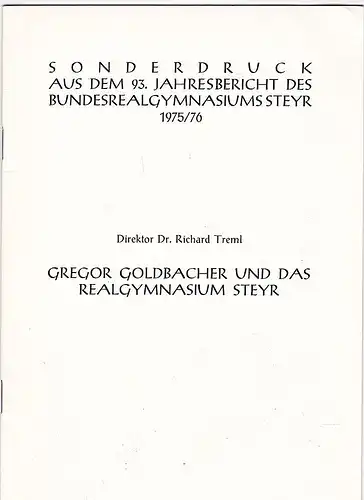 SONDERDRUCK
AUS DEM 93. JAHRESBERICHT DES
BUNDESREALGYMNASIUMS STEYR
1975/76
Direktor Dr. Richard Treml
GREGOR GOLDBACHER UND DAS
REALGYMNASIUM STEYR